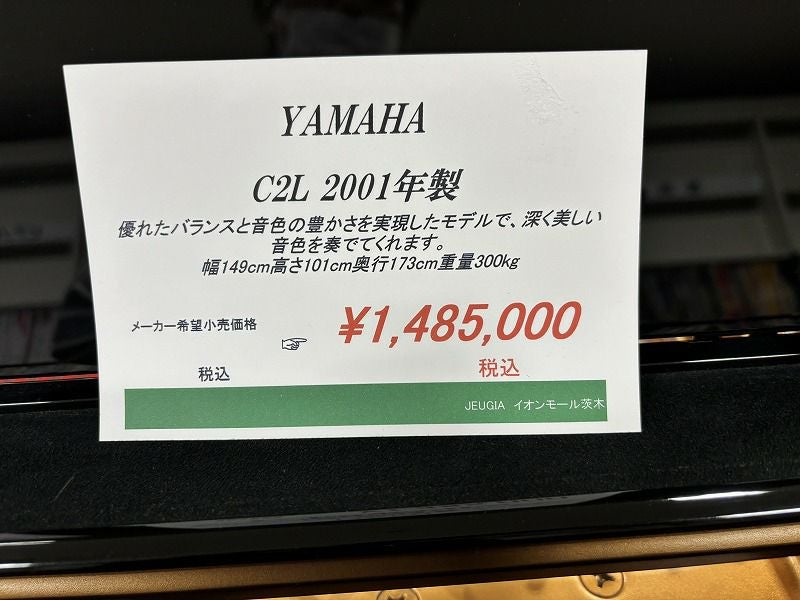 YAMAHA
C2L 2001年製
優れたバランスと音色の豊かさを実現したモデルで、深く美しい
音色を奏でてくれます。
幅149cm高さ101cm奥行173cm重量300kg
メーカー希望小売価格 ☞ ¥1,485,000
税込 税込
JEUGIA イオンモール茨木